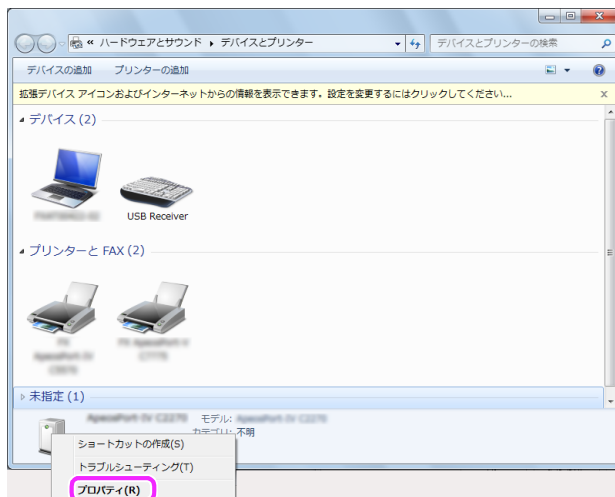 « ハードウェアとサウンド ▸ デバイスとプリンター
デバイスとプリンターの検索
デバイスの追加 プリンターの追加
拡張デバイス アイコンおよびインターネットからの情報を表示できます。設定を変更するにはクリックしてください...
デバイス (2)
USB Receiver
プリンターと FAX (2)
未指定 (1)
モデル:
カテゴリ: 不明
ショートカットの作成(S)
トラブルシューティング(T)
プロパティ(R)